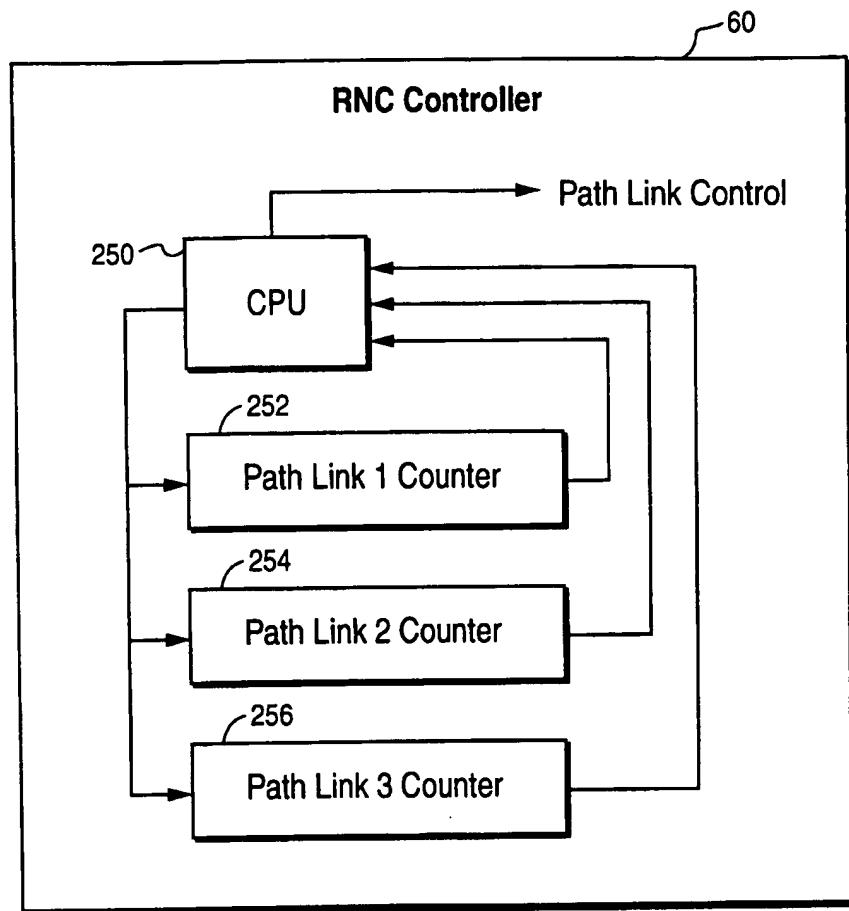 60
RNC Controller
Path Link Control
250
CPU
252
Path Link 1 Counter
254
Path Link 2 Counter
256
Path Link 3 Counter